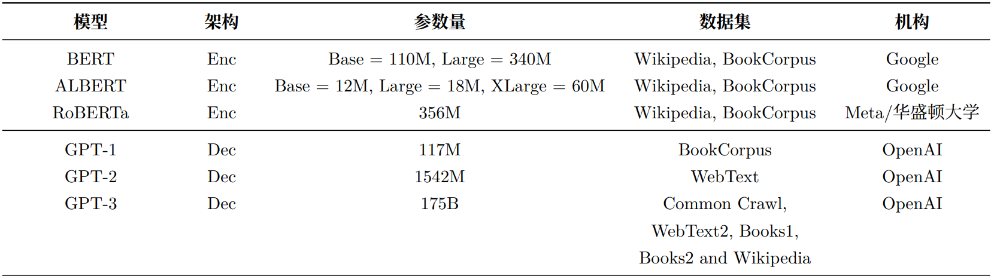 模型 架构 参数量 数据集 机构
BERT Enc Base = 110M, Large = 340M Wikipedia, BookCorpus Google
ALBERT Enc Base = 12M, Large = 18M, XLarge = 60M Wikipedia, BookCorpus Google
RoBERTa Enc 356M Wikipedia, BookCorpus Meta/华盛顿大学
GPT-1 Dec 117M BookCorpus OpenAI
GPT-2 Dec 1542M WebText OpenAI
GPT-3 Dec 175B Common Crawl, OpenAI
WebText2, Books1,
Books2 and Wikipedia